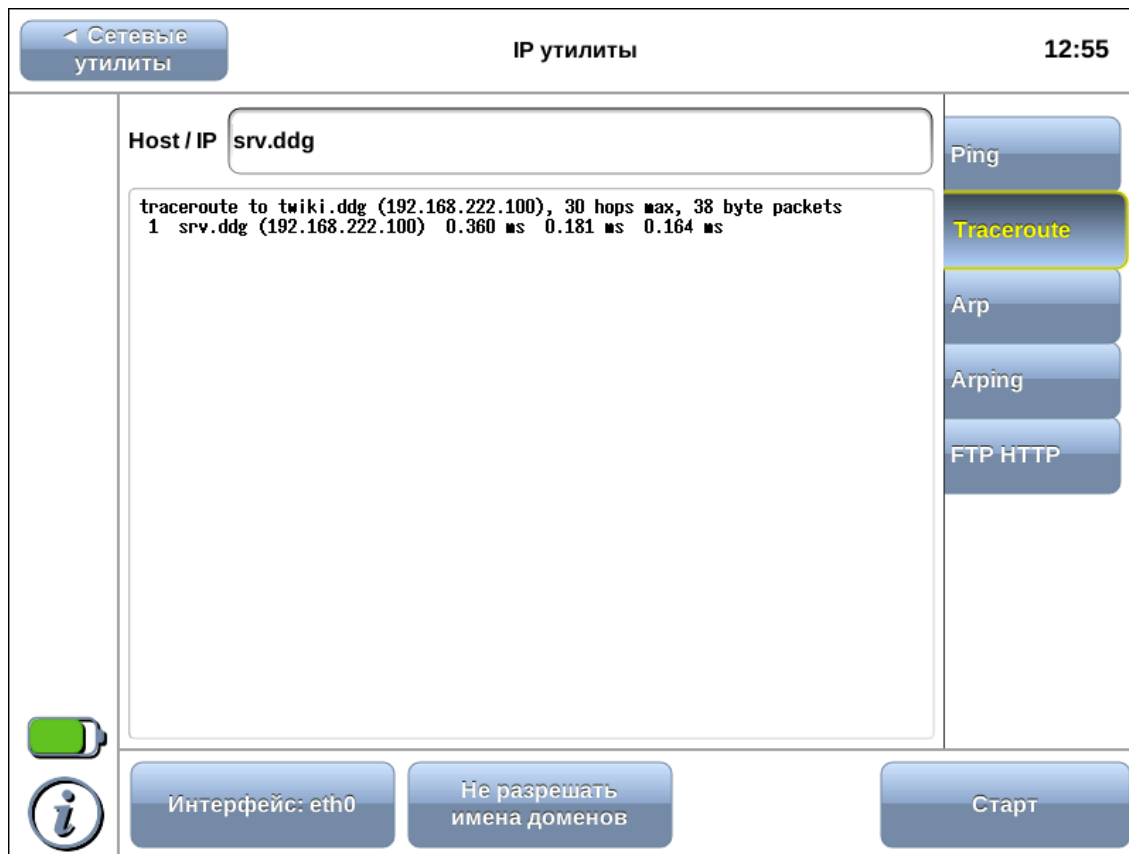 ◄ Сетевые
утилиты
IP утилиты
12:55
Host / IP
srv.ddg
traceroute to twiki.ddg (192.168.222.100), 30 hops max, 38 byte packets
1 srv.ddg (192.168.222.100) 0.360 ms 0.181 ms 0.164 ms
Ping
Traceroute
Arp
Arping
FTP HTTP
Интерфейс: eth0
Не разрешать
имена доменов
Старт